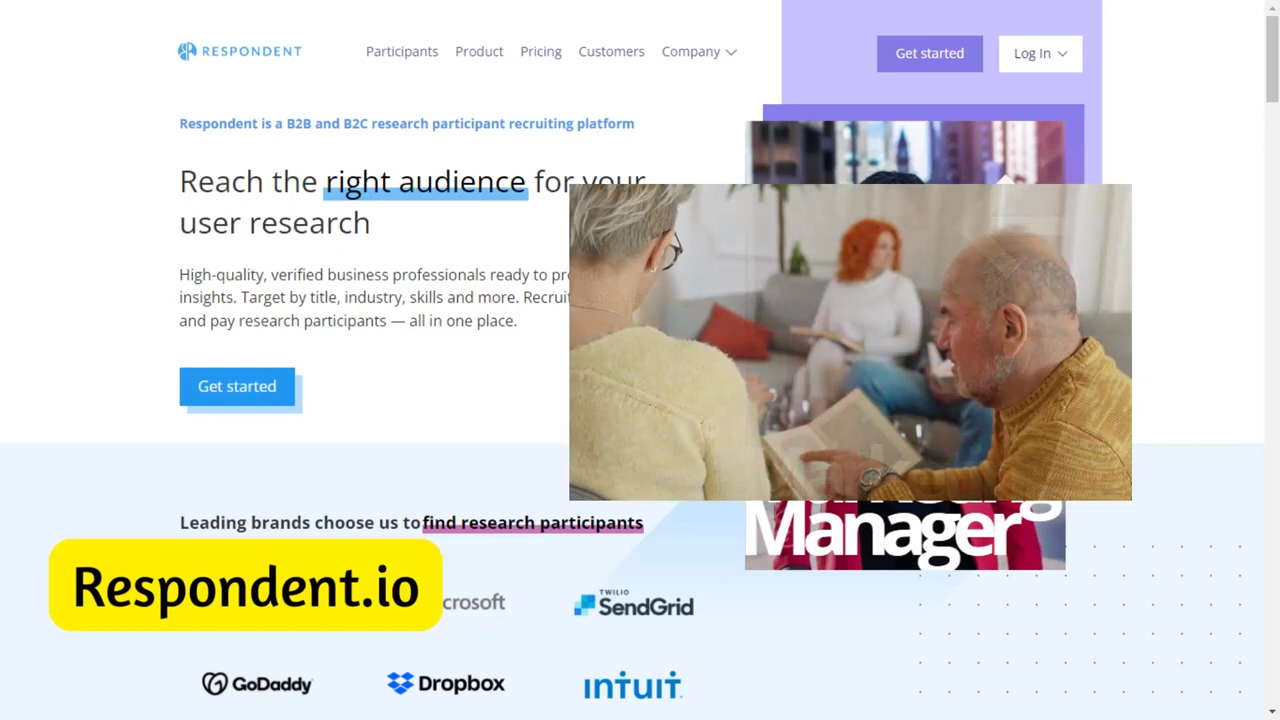 RESPONDENT
Participants Product Pricing Customers Company
Get started
Log In
Respondent is a B2B and B2C research participant recruiting platform
Reach the right audience for your
user research
High-quality, verified business professionals ready to
insights. Target by title, industry, skills and more.
and pay research participants — all in one place.
Get started
Manager
Leading brands choose us to find research participants
Respondent.io
TWILIO
SendGrid
GoDaddy
Dropbox
intuit